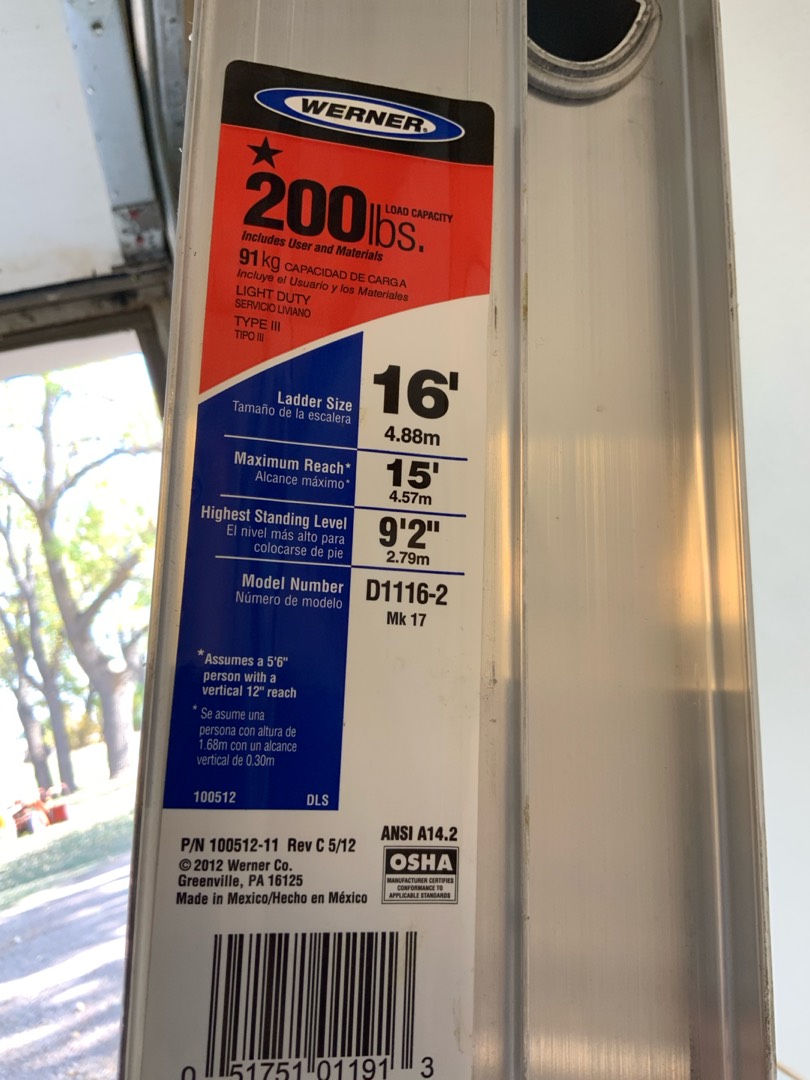 WERNER®
★
200 lbs. LOAD CAPACITY
Includes User and Materials
91 kg CAPACIDAD DE CARGA
Incluye el Usuario y los Materiales
LIGHT DUTY
SERVICIO LIVIANO
TYPE III
TIPO III
Ladder Size 16'
Tamaño de la escalera 4.88m
Maximum Reach* 15'
Alcance máximo* 4.57m
Highest Standing Level 9'2"
El nivel más alto para
colocarse de pie 2.79m
Model Number D1116-2
Número de modelo Mk 17
*Assumes a 5'6"
person with a
vertical 12" reach
* Se asume una
persona con altura de
1.68m con un alcance
vertical de 0.30m
100512 DLS
P/N 100512-11 Rev C 5/12
© 2012 Werner Co.
Greenville, PA 16125
Made in Mexico/Hecho en México
ANSI A14.2
OSHA
MANUFACTURER CERTIFIES
CONFORMANCE TO
APPLICABLE STANDARDS
0 51751 01191 3